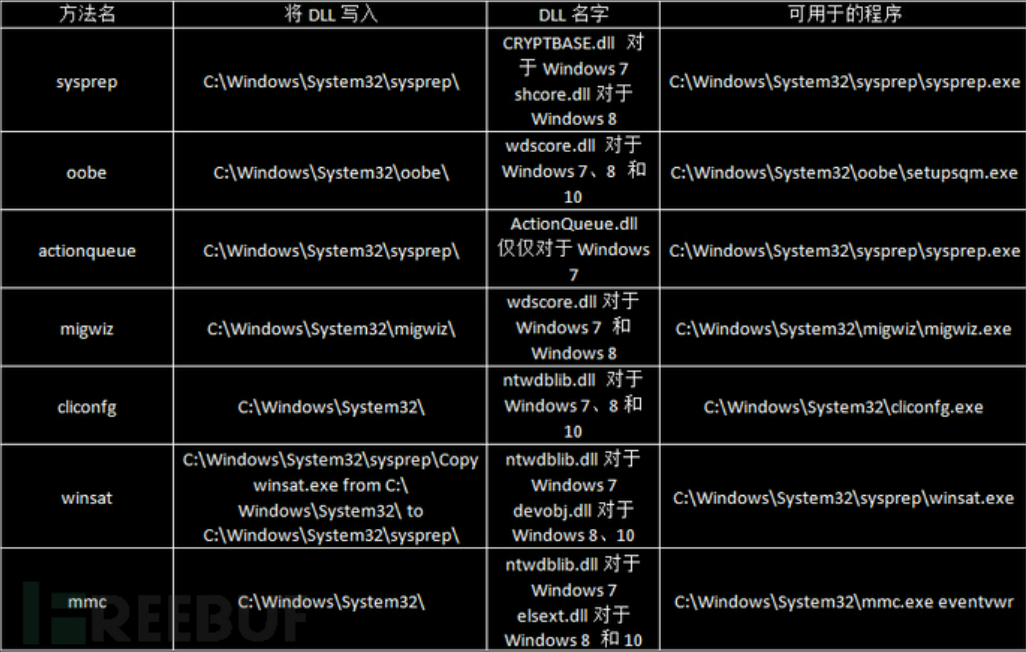 方法名 将 DLL 写入 DLL 名字 可用于的程序
sysprep
C:\Windows\System32\sysprep\
CRYPTBASE.dll 对
于 Windows 7
shcore.dll 对于
Windows 8
C:\Windows\System32\sysprep\sysprep.exe
oobe
C:\Windows\System32\oobe\
wdscore.dll 对于
Windows 7、8 和
10
C:\Windows\System32\oobe\setupsqm.exe
actionqueue
C:\Windows\System32\sysprep\
ActionQueue.dll
仅仅对于 Windows
7
C:\Windows\System32\sysprep\sysprep.exe
migwiz
C:\Windows\System32\migwiz\
wdscore.dll 对于
Windows 7 和
Windows 8
C:\Windows\System32\migwiz\migwiz.exe
cliconfg
C:\Windows\System32\
ntwdblib.dll 对于
Windows 7、8 和
10
C:\Windows\System32\cliconfg.exe
winsat
C:\Windows\System32\sysprep\Copy
winsat.exe from C:\
Windows\System32\ to
C:\Windows\System32\sysprep\
ntwdblib.dll 对于
Windows 7
devobj.dll 对于
Windows 8、10
C:\Windows\System32\sysprep\winsat.exe
mmc
C:\Windows\System32\
ntwdblib.dll 对于
Windows 7
elsext.dll 对于
Windows 8 和 10
C:\Windows\System32\mmc.exe eventvwr
FREEBUF